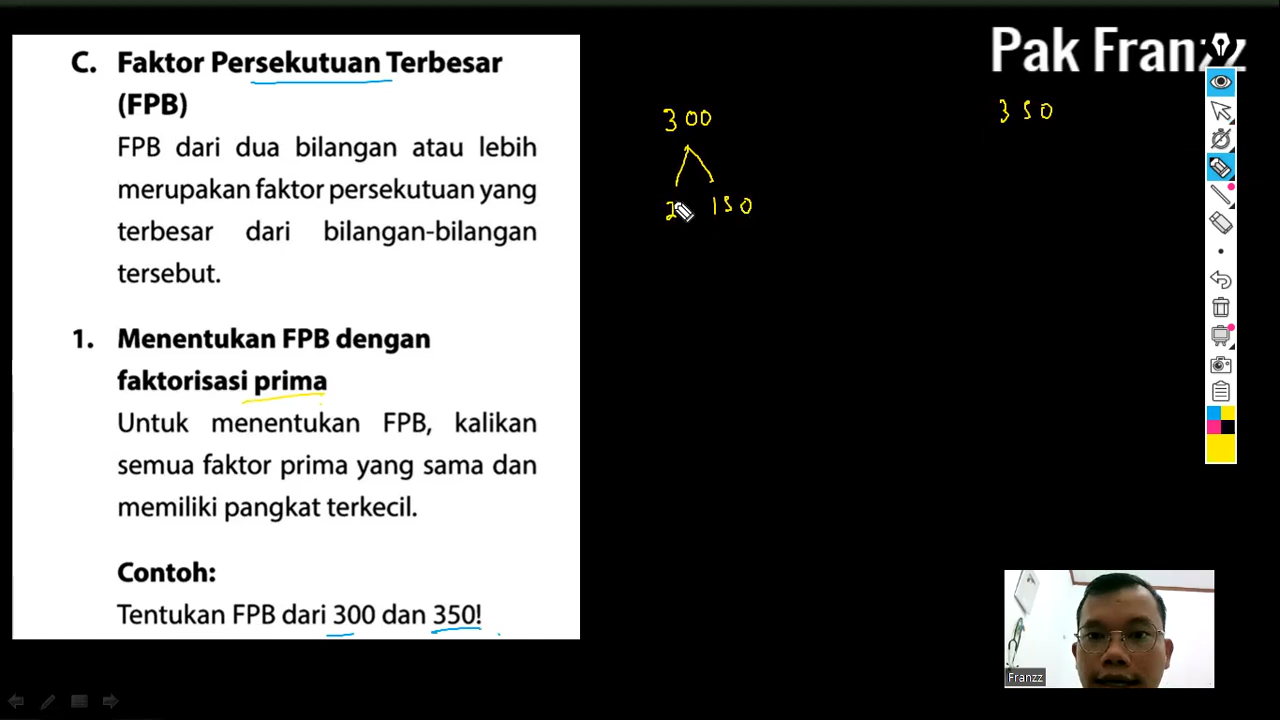 C. Faktor Persekutuan Terbesar
(FPB)
FPB dari dua bilangan atau lebih
merupakan faktor persekutuan yang
terbesar dari bilangan-bilangan
tersebut.
1. Menentukan FPB dengan
faktorisasi prima
Untuk menentukan FPB, kalikan
semua faktor prima yang sama dan
memiliki pangkat terkecil.
Contoh:
Tentukan FPB dari 300 dan 350!
Pak Franzz
300
350
2 150
Franzz